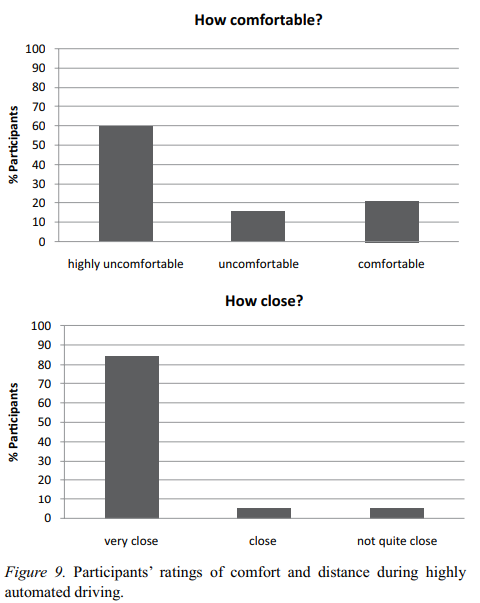 How comfortable?
100
90
80
70
60
50
40
30
20
10
0
% Participants
highly uncomfortable uncomfortable comfortable
How close?
100
90
80
70
60
50
40
30
20
10
0
% Participants
very close close not quite close
Figure 9. Participants' ratings of comfort and distance during highly
automated driving.